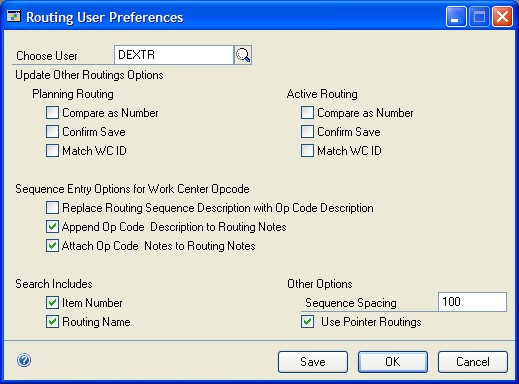 Routing User Preferences
Choose User DEXTR
Update Other Routings Options
Planning Routing Active Routing
Compare as Number Compare as Number
Confirm Save Confirm Save
Match WC ID Match WC ID
Sequence Entry Options for Work Center Opcode
Replace Routing Sequence Description with Op Code Description
Append Op Code Description to Routing Notes
Attach Op Code Notes to Routing Notes
Search Includes Other Options
Item Number Sequence Spacing 100
Routing Name Use Pointer Routings
? Save OK Cancel